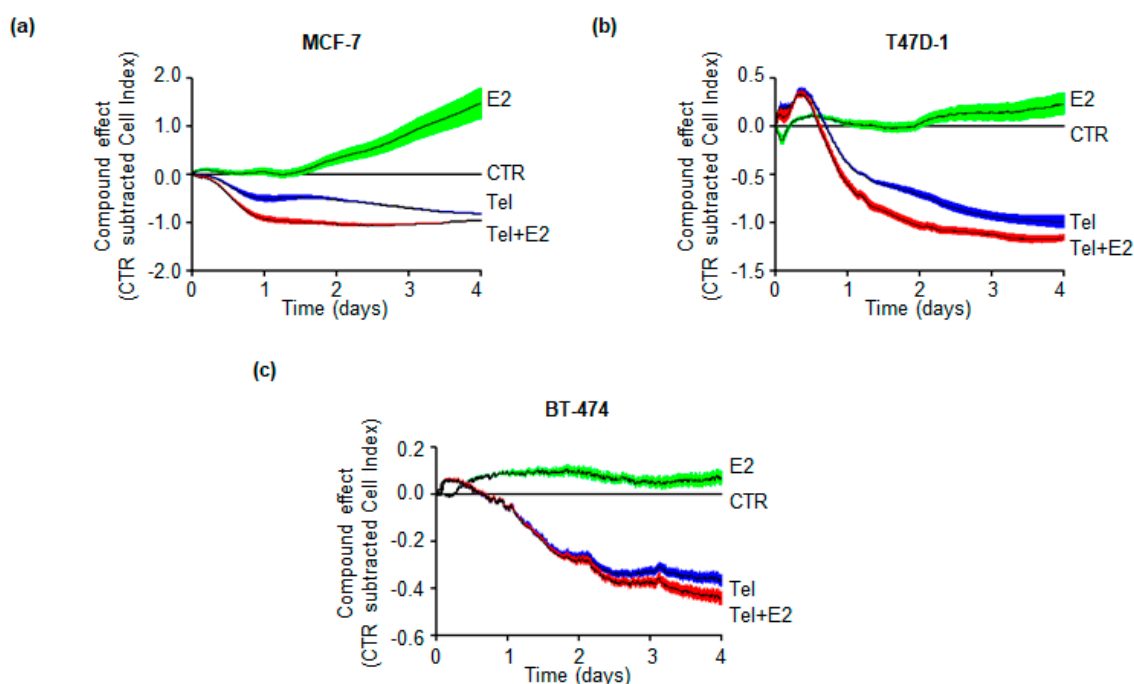 (a)
MCF-7
Compound effect
(CTR subtracted Cell Index)
2.0
1.0
0.0
-1.0
-2.0
E2
CTR
Tel
Tel+E2
0 1 2 3 4
Time (days)
(b)
T47D-1
Compound effect
(CTR subtracted Cell Index)
0.5
0.0
-0.5
-1.0
-1.5
E2
CTR
Tel
Tel+E2
0 1 2 3 4
Time (days)
(c)
BT-474
Compound effect
(CTR subtracted Cell Index)
0.2
0.0
-0.2
-0.4
-0.6
E2
CTR
Tel
Tel+E2
0 1 2 3 4
Time (days)